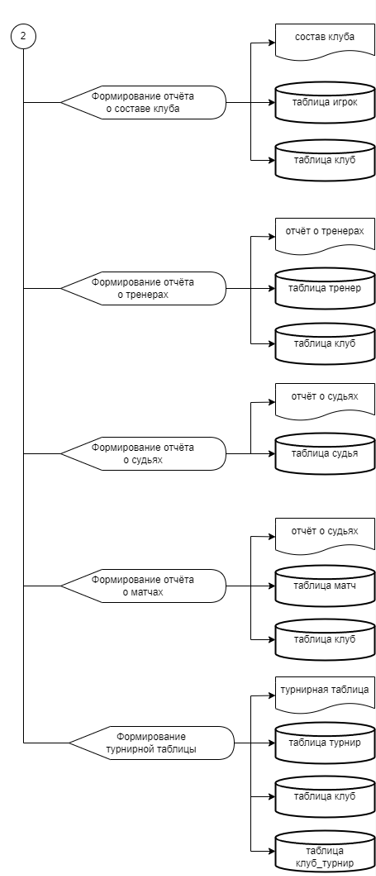 2
состав клуба
Формирование отчёта
о составе клуба
таблица игрок
таблица клуб
отчёт о тренерах
Формирование отчёта
о тренерах
таблица тренер
таблица клуб
отчёт о судьях
Формирование отчёта
о судьях
таблица судья
отчёт о судьях
Формирование отчёта
о матчах
таблица матч
таблица клуб
турнирная таблица
Формирование
турнирной таблицы
таблица турнир
таблица клуб
таблица
клуб_турнир